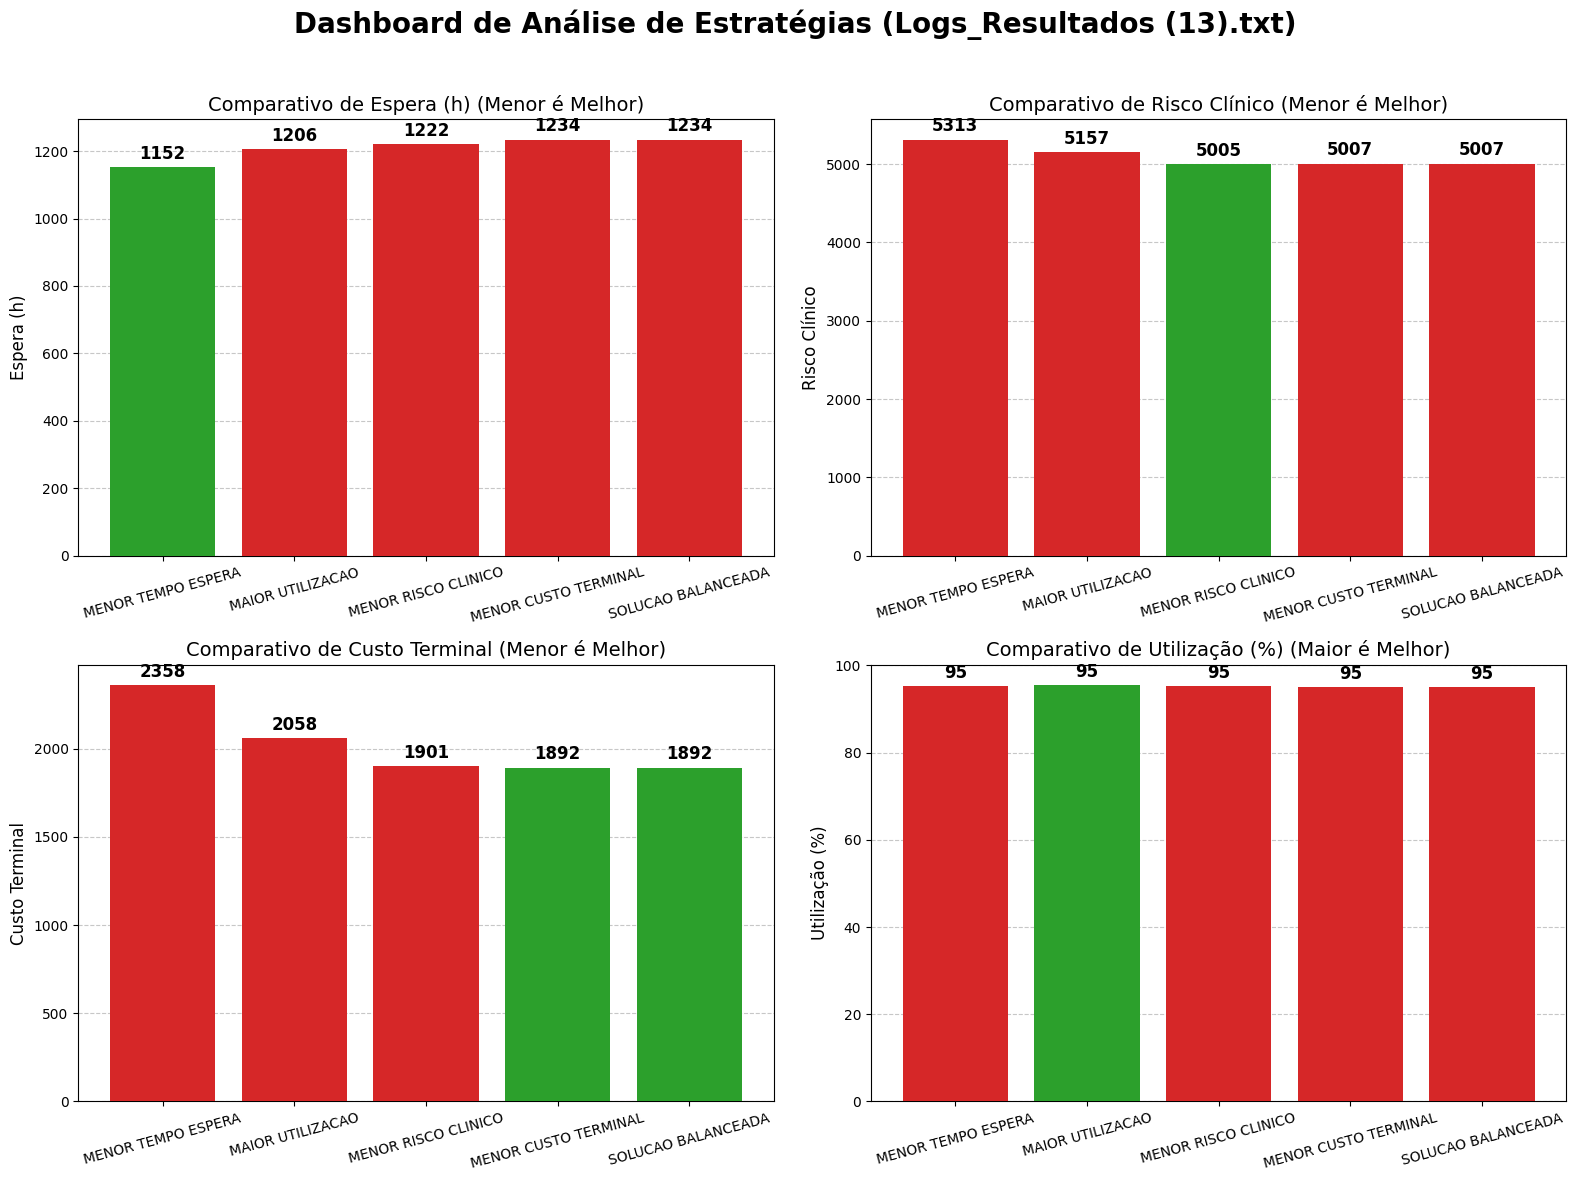 Dashboard de Análise de Estratégias (Logs_Resultados (13).txt)
Comparativo de Espera (h) (Menor é Melhor)
Espera (h)
1200
1000
800
600
400
200
0
1152
1206
1222
1234
1234
MENOR TEMPO ESPERA
MAIOR UTILIZACAO
MENOR RISCO CLINICO
MENOR CUSTO TERMINAL
SOLUCAO BALANCEADA
Comparativo de Risco Clínico (Menor é Melhor)
Risco Clínico
5000
4000
3000
2000
1000
0
5313
5157
5005
5007
5007
MENOR TEMPO ESPERA
MAIOR UTILIZACAO
MENOR RISCO CLINICO
MENOR CUSTO TERMINAL
SOLUCAO BALANCEADA
Comparativo de Custo Terminal (Menor é Melhor)
Custo Terminal
2000
1500
1000
500
0
2358
2058
1901
1892
1892
MENOR TEMPO ESPERA
MAIOR UTILIZACAO
MENOR RISCO CLINICO
MENOR CUSTO TERMINAL
SOLUCAO BALANCEADA
Comparativo de Utilização (%) (Maior é Melhor)
Utilização (%)
100
80
60
40
20
0
95
95
95
95
95
MENOR TEMPO ESPERA
MAIOR UTILIZACAO
MENOR RISCO CLINICO
MENOR CUSTO TERMINAL
SOLUCAO BALANCEADA